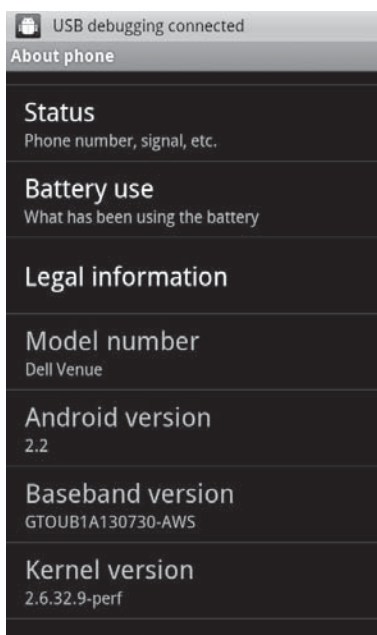 USB debugging connected
About phone
Status
Phone number, signal, etc.
Battery use
What has been using the battery
Legal information
Model number
Dell Venue
Android version
2.2
Baseband version
GTOUB1A130730-AWS
Kernel version
2.6.32.9-perf